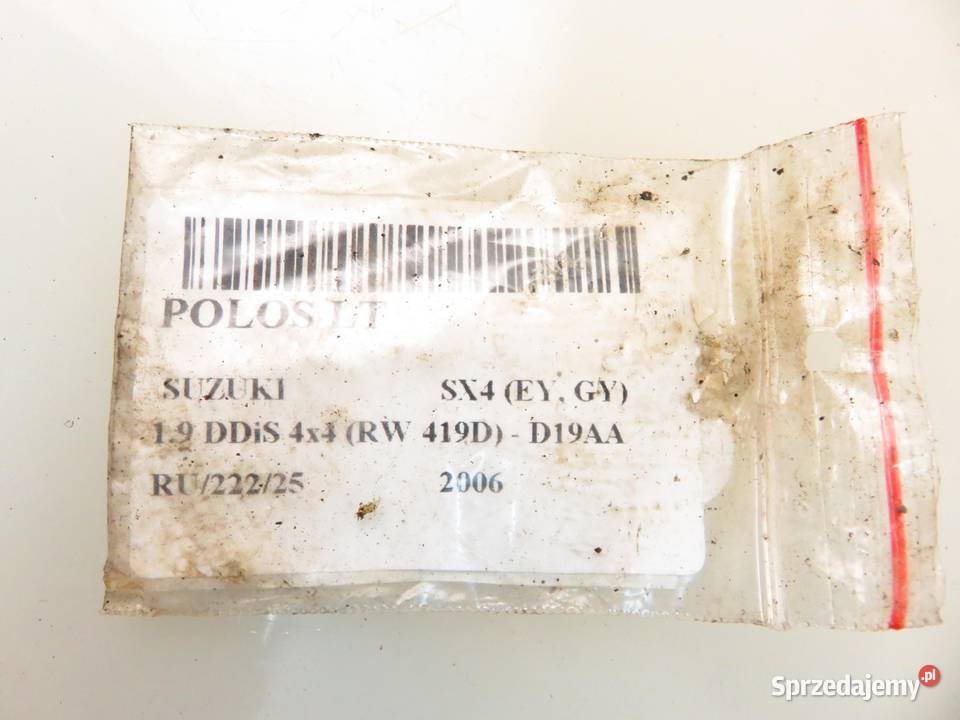 POLOS LT
SUZUKI SX4 (EY, GY)
1.9 DDiS 4x4 (RW 419D) - D19AA
RU/222/25 2006
Sprzedajemy.pl